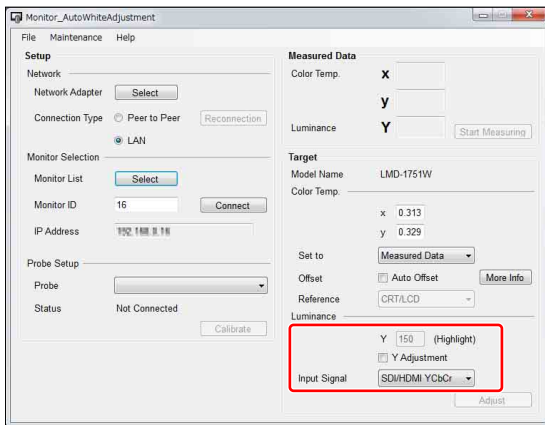 Monitor_AutoWhiteAdjustment
File Maintenance Help
Setup
Network
Network Adapter Select
Connection Type Peer to Peer Reconnection
LAN
Monitor Selection
Monitor List Select
Monitor ID 16 Connect
IP Address
Probe Setup
Probe
Status Not Connected
Calibrate
Measured Data
Color Temp. x
y
Luminance Y Start Measuring
Target
Model Name LMD-1751W
Color Temp.
x 0.313
y 0.329
Set to Measured Data
Offset Auto Offset More Info
Reference CRT/LCD
Luminance
Y 150 (Highlight)
Y Adjustment
Input Signal SDI/HDMI YCbCr
Adjust